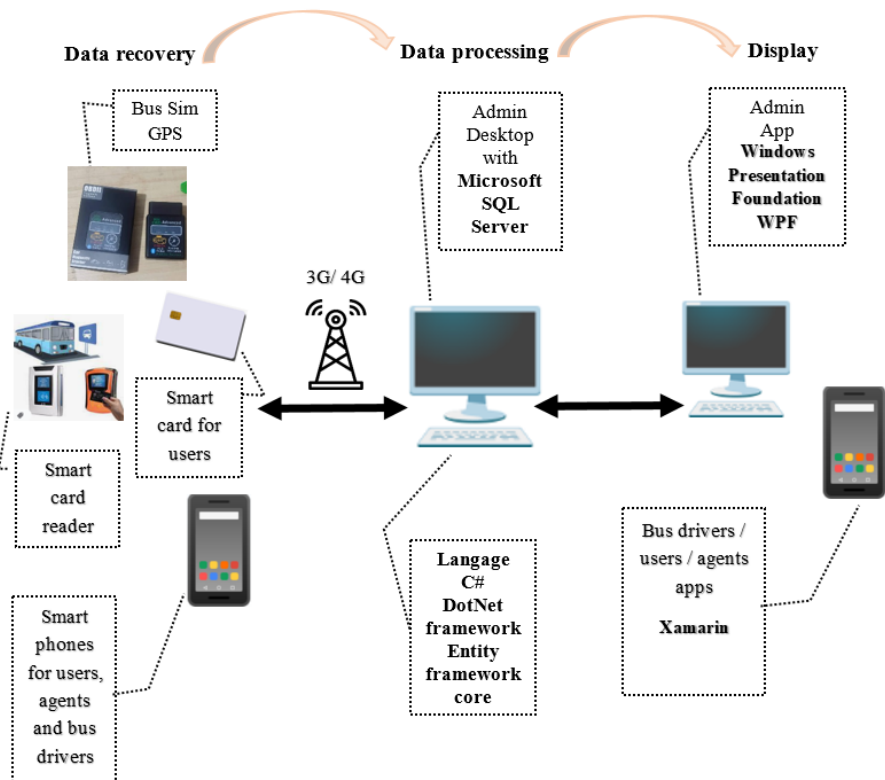 Data recovery
Data processing
Display
Bus Sim
GPS
Admin
Desktop
with
Microsoft
SQL
Server
Admin
App
Windows
Presentation
Foundation
WPF
3G/ 4G
Smart
card for
users
Smart
card
reader
Smart
phones
for users,
agents
and bus
drivers
Langage
C#
DotNet
framework
Entity
framework
core
Bus drivers /
users / agents
apps
Xamarin